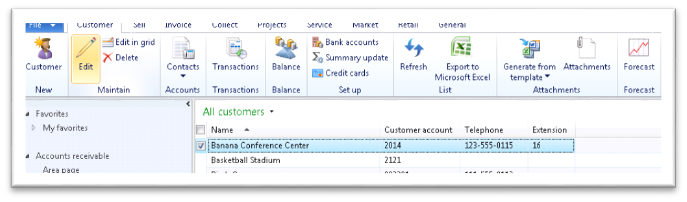 File Customer Sell Invoice Collect Projects Service Market Retail General
Customer
Edit
Edit in grid
Delete
Contacts
Transactions
Balance
Bank accounts
Summary update
Credit cards
Refresh
Export to
Microsoft Excel
Generate from
template
Attachments
Forecast
New Maintain Accounts Transactions Balance Set up List Attachments Forecast
Favorites
My favorites
Accounts receivable
Area page
All customers
Name Customer account Telephone Extension
Banana Conference Center 2014 123-555-0115 16
Basketball Stadium 2121